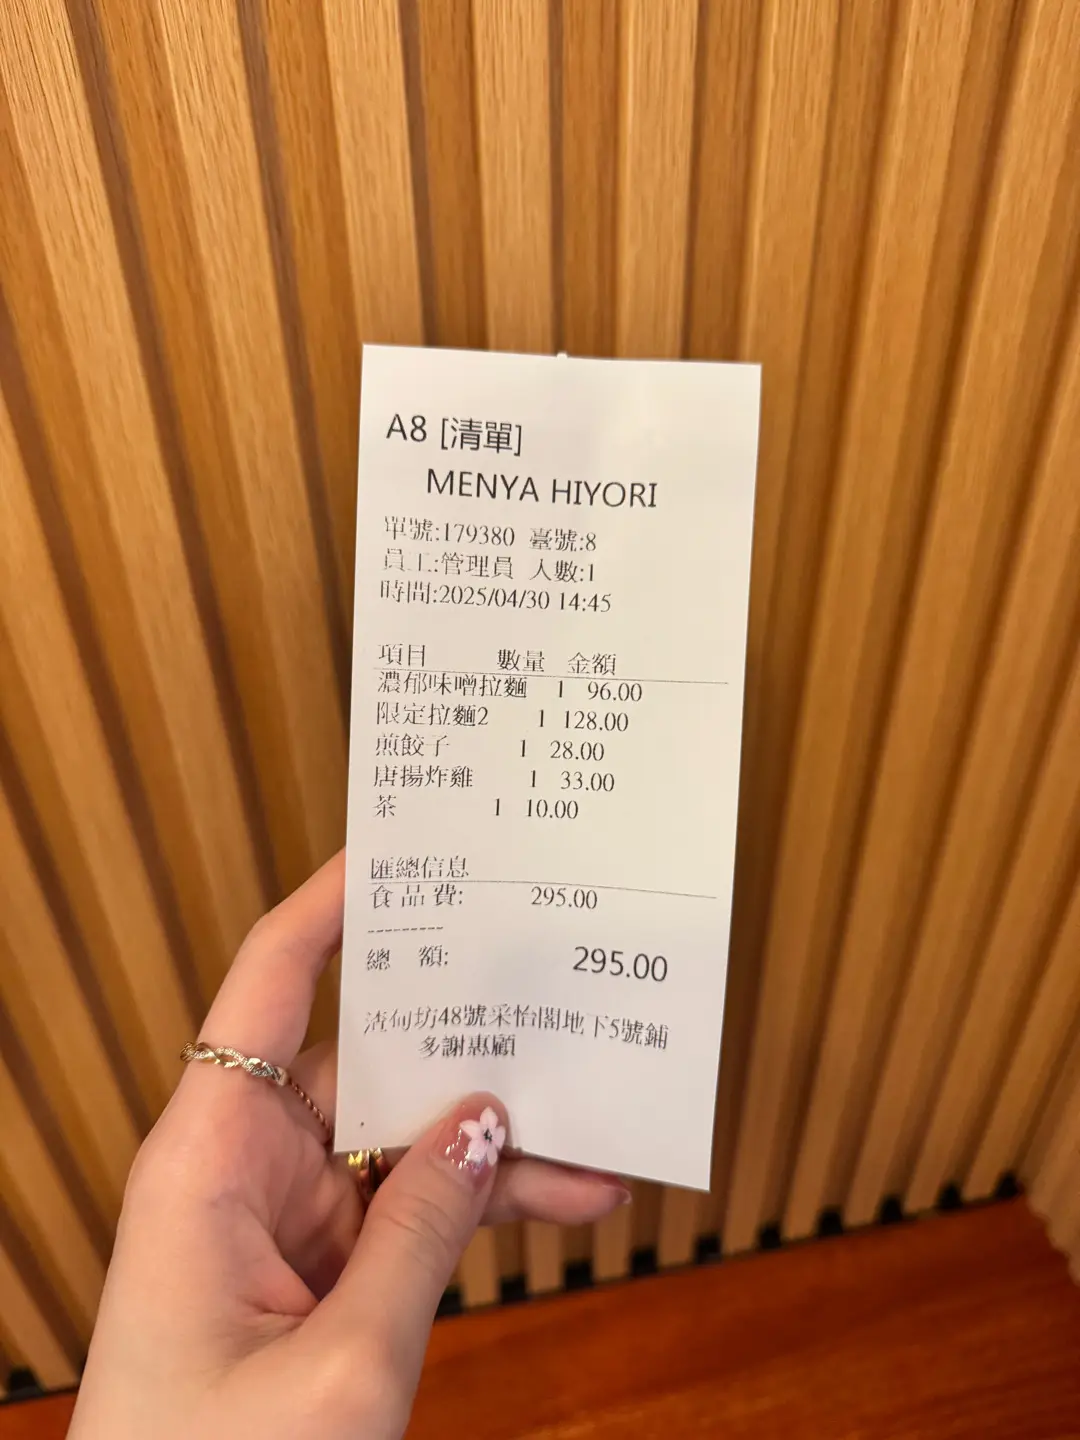 A8 [清單]
MENYA HIYORI
單號:179380 臺號:8
員工:管理員 人數:1
時間:2025/04/30 14:45
項目 數量 金額
濃郁味噌拉麵 1 96.00
限定拉麵2 1 128.00
煎餃子 1 28.00
唐揚炸雞 1 33.00
茶 1 10.00
匯總信息
食品費: 295.00
---------
總 額: 295.00
渣甸坊48號采怡閣地下5號鋪
多謝惠顧